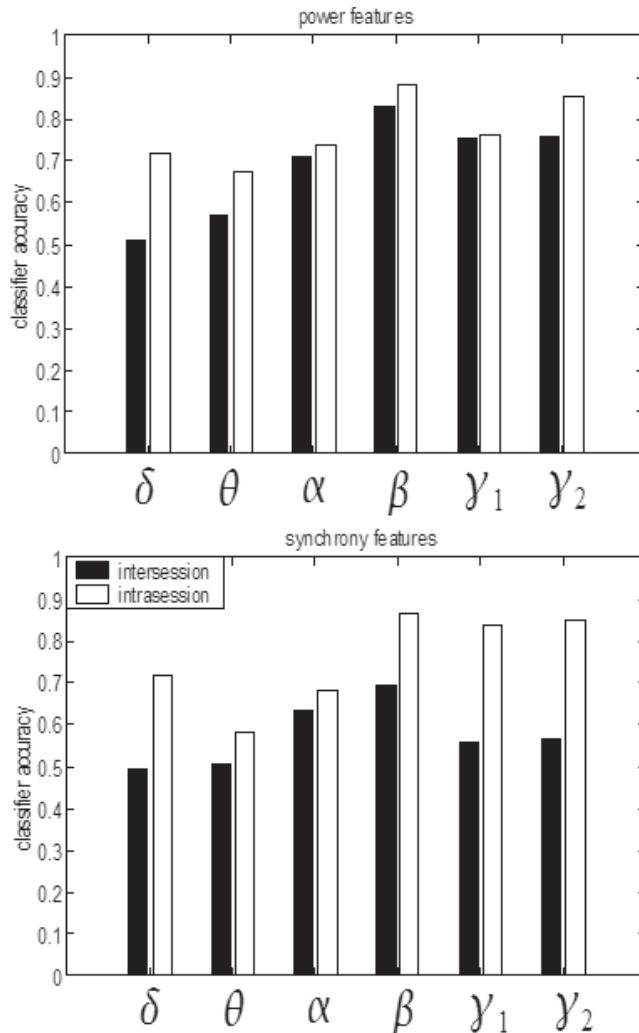 power features
1
0.9
0.8
0.7
0.6
0.5
0.4
0.3
0.2
0.1
0
classifier accuracy
δ θ α β γ1 γ2
synchrony features
1
0.9
0.8
0.7
0.6
0.5
0.4
0.3
0.2
0.1
0
classifier accuracy
intersession
intrasession
δ θ α β γ1 γ2